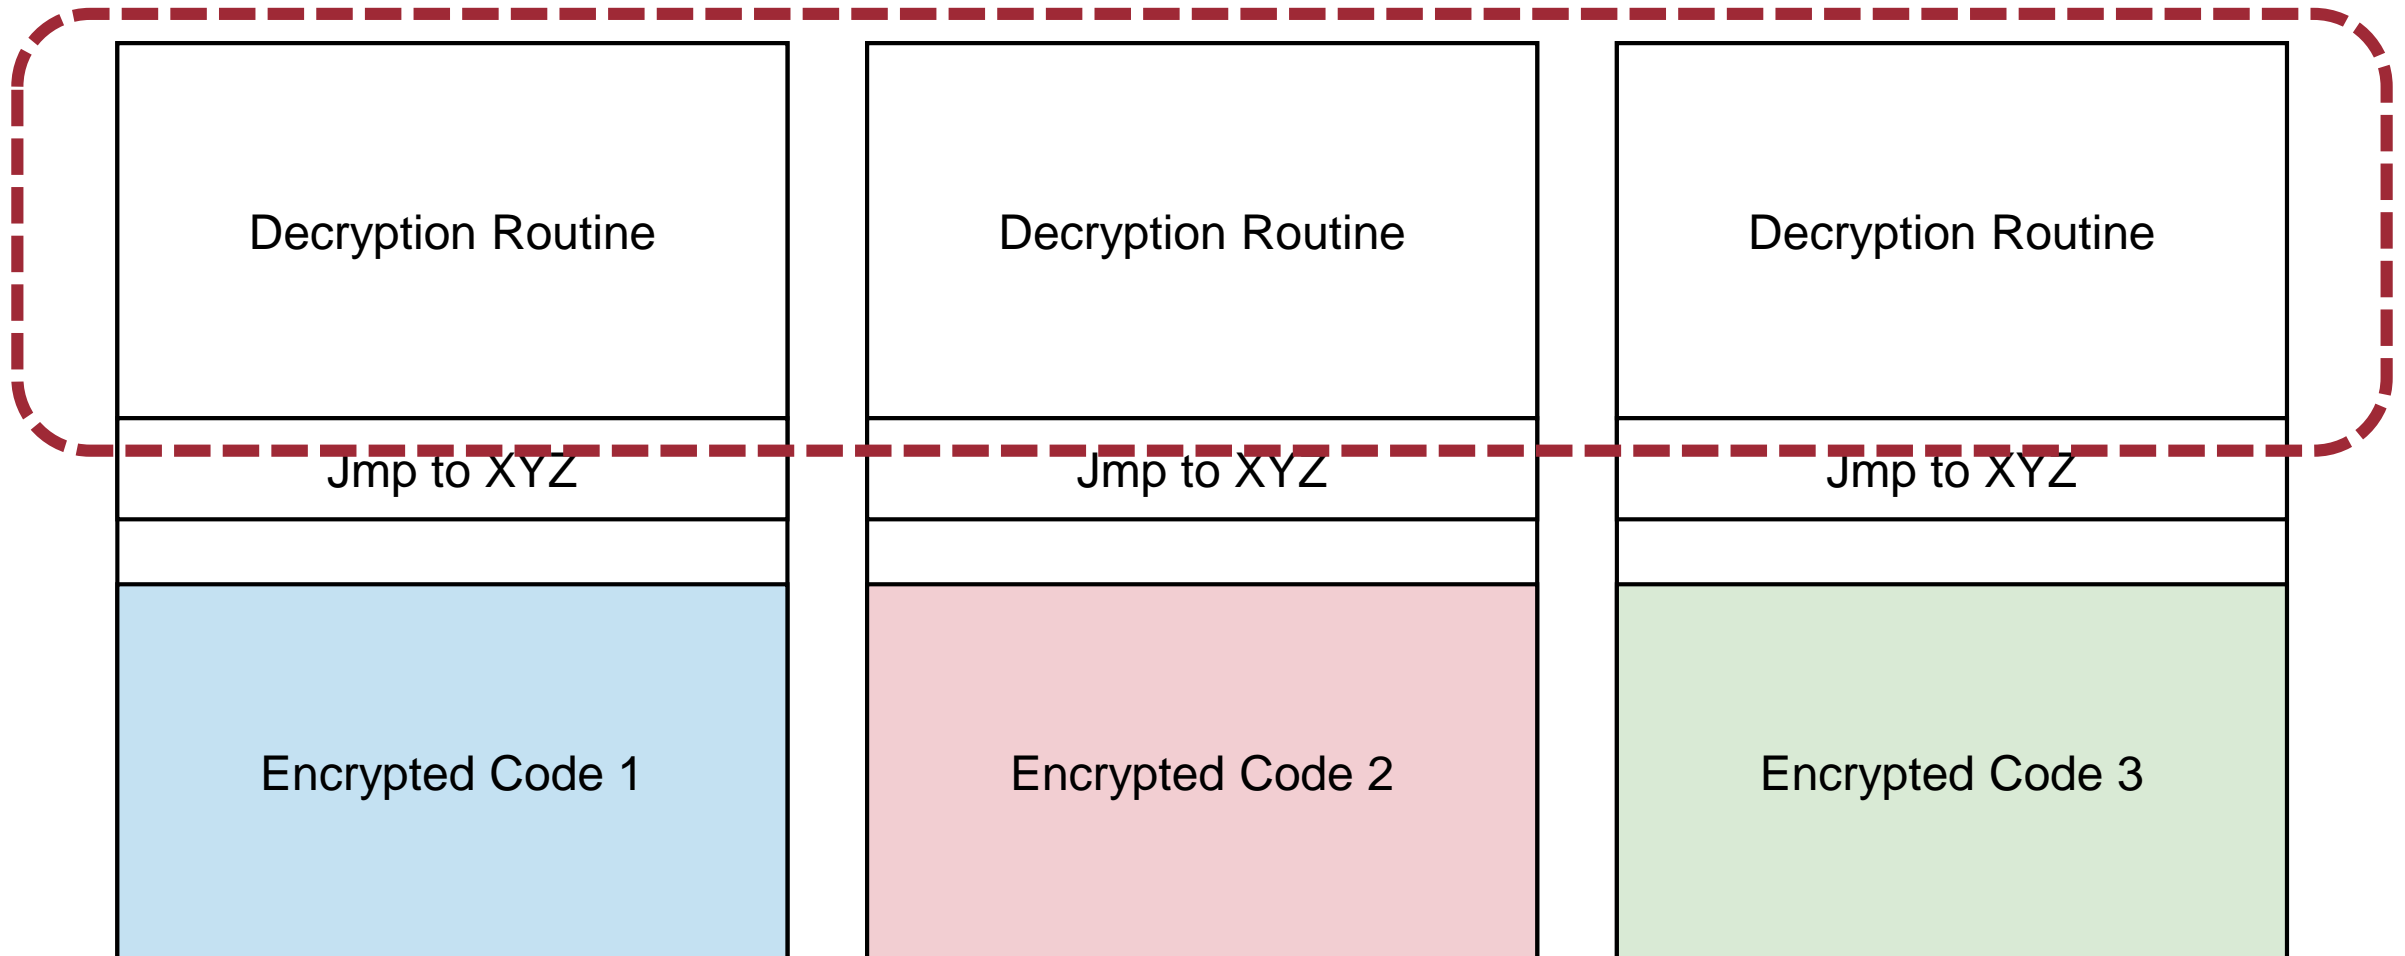 Decryption Routine
Decryption Routine
Decryption Routine
Jmp to XYZ
Jmp to XYZ
Jmp to XYZ
Encrypted Code 1
Encrypted Code 2
Encrypted Code 3